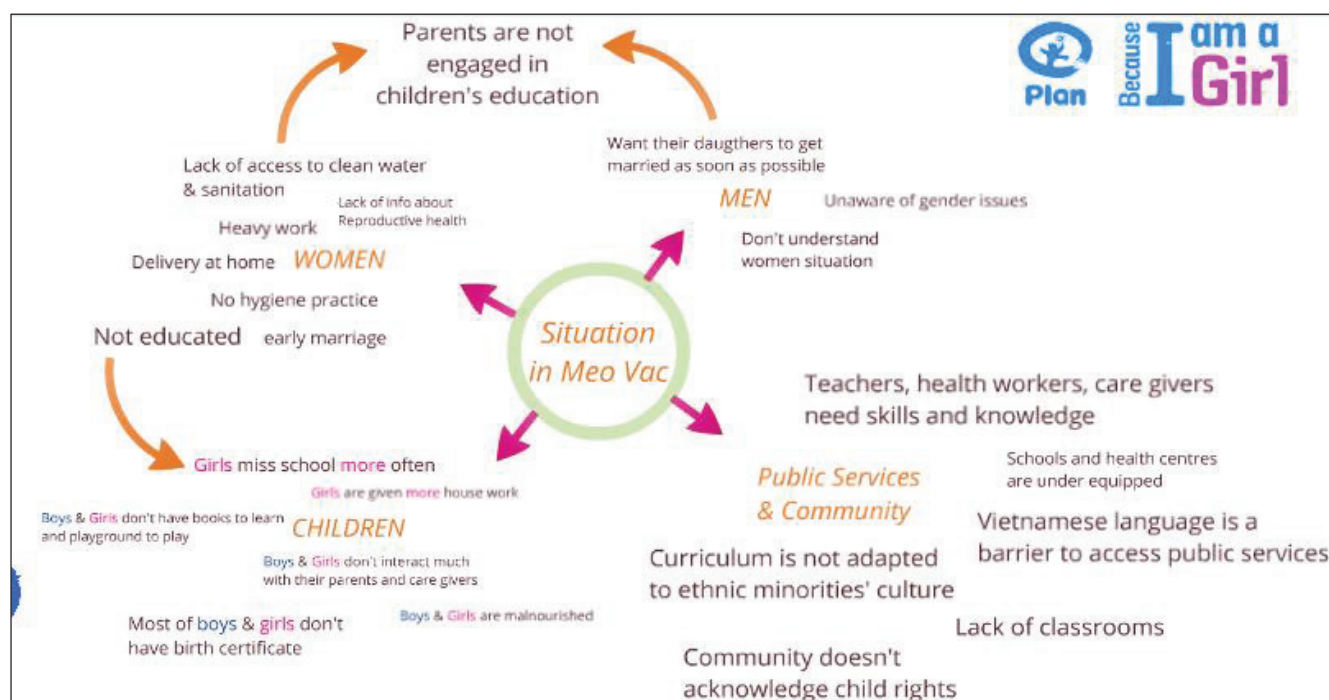 Parents are not
engaged in
children's education
Plan
Because
I am a
Girl
Want their daugthers to get
married as soon as possible
MEN
Unaware of gender issues
Don't understand
women situation
Lack of access to clean water
& sanitation
Lack of info about
Reproductive health
Heavy work
Delivery at home
WOMEN
No hygiene practice
Not educated
early marriage
Situation
in Meo Vac
Teachers, health workers, care givers
need skills and knowledge
Public Services
& Community
Schools and health centres
are under equipped
Vietnamese language is a
barrier to access public services
Curriculum is not adapted
to ethnic minorities' culture
Lack of classrooms
Community doesn't
acknowledge child rights
Girls miss school more often
Girls are given more house work
Boys & Girls don't have books to learn
and playground to play
CHILDREN
Boys & Girls don't interact much
with their parents and care givers
Boys & Girls are malnourished
Most of boys & girls don't
have birth certificate